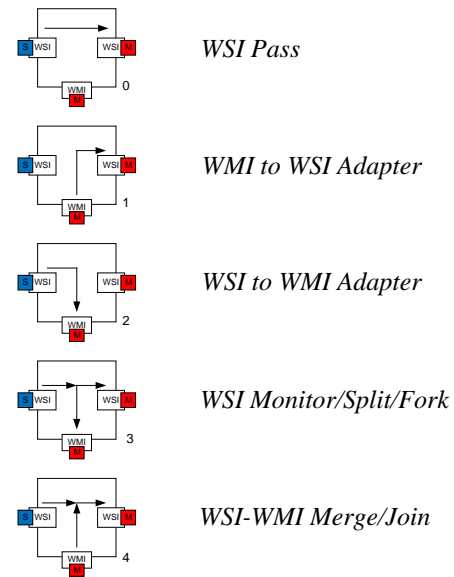 S WSI WSI M
WSI Pass
WMI
M
0
S WSI WSI M
WMI to WSI Adapter
WMI
M
1
S WSI WSI M
WSI to WMI Adapter
WMI
M
2
S WSI WSI M
WSI Monitor/Split/Fork
WMI
M
3
S WSI WSI M
WSI-WMI Merge/Join
WMI
M
4